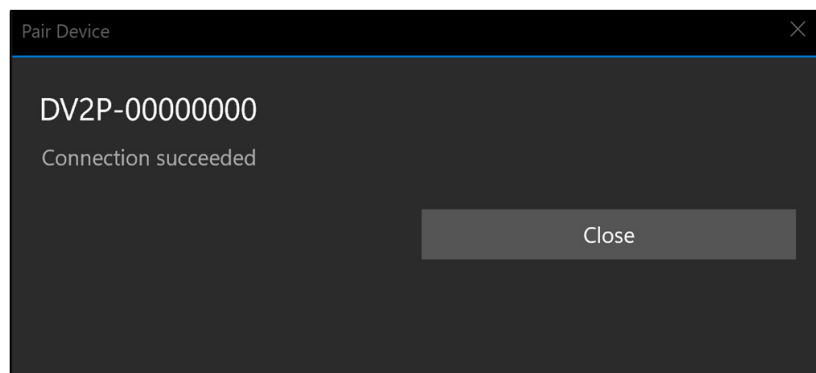 Pair Device
DV2P-00000000
Connection succeeded
Close